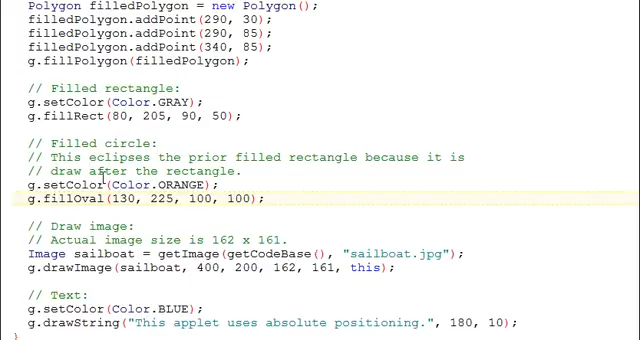 Polygon filledPolygon = new Polygon();
filledPolygon.addPoint(290, 30);
filledPolygon.addPoint(290, 85);
filledPolygon.addPoint(340, 85);
g.fillPolygon(filledPolygon);
// Filled rectangle:
g.setColor(Color.GRAY);
g.fillRect(80, 205, 90, 50);
// Filled circle:
// This eclipses the prior filled rectangle because it is
// draw after the rectangle.
g.setColor(Color.ORANGE);
g.fillOval(130, 225, 100, 100);
// Draw image:
// Actual image size is 162 x 161.
Image sailboat = getImage(getCodeBase(), "sailboat.jpg");
g.drawImage(sailboat, 400, 200, 162, 161, this);
// Text:
g.setColor(Color.BLUE);
g.drawString("This applet uses absolute positioning.", 180, 10);
}